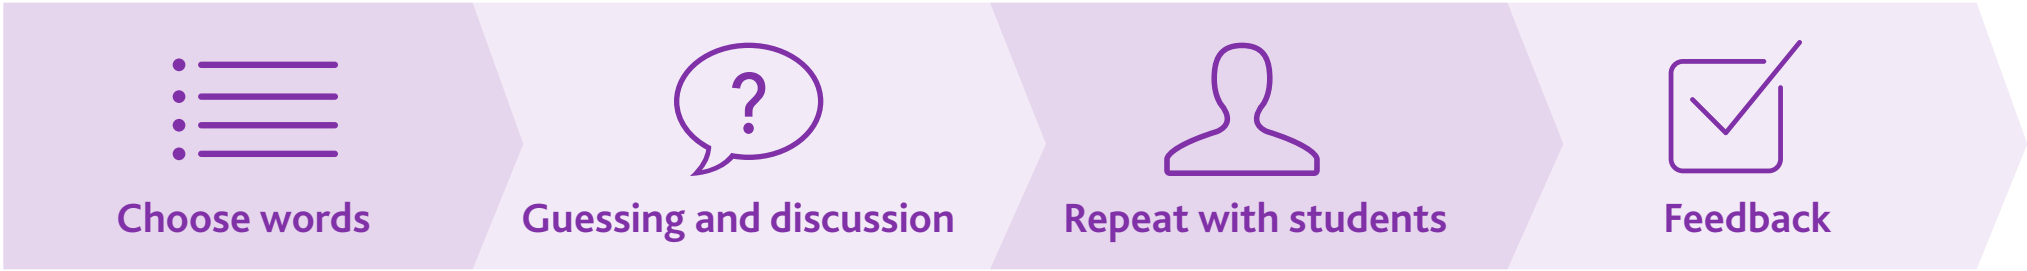 Choose words
Guessing and discussion
Repeat with students
Feedback